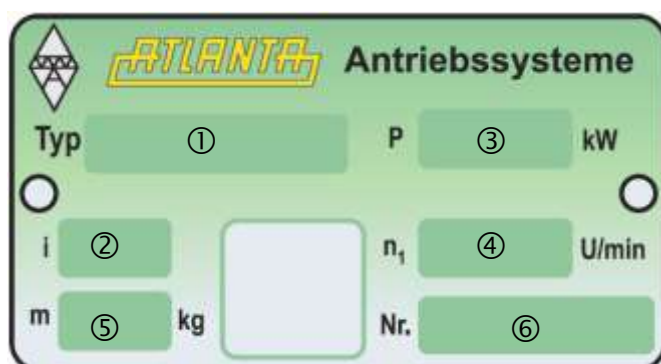 ATLANTA Antriebssysteme
Typ ① P ③ kW
i ② n₁ ④ U/min
m ⑤ kg Nr. ⑥